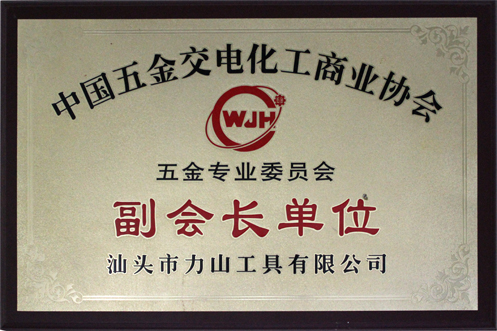 中国五金交电化工商业协会
WJH
五金专业委员会
副会长单位
汕头市力山工具有限公司